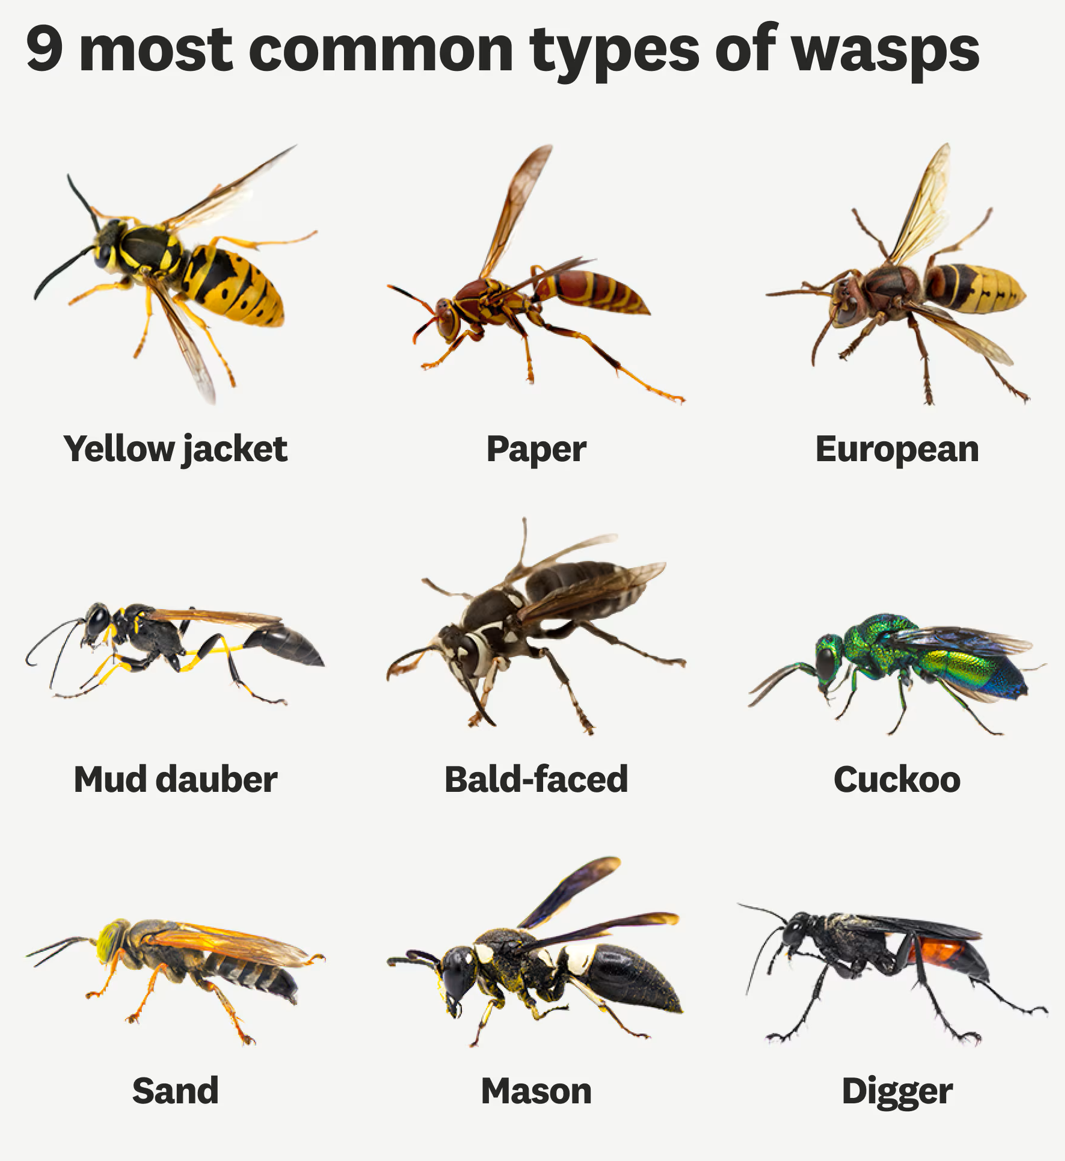 9 most common types of wasps
Yellow jacket
Paper
European
Mud dauber
Bald-faced
Cuckoo
Sand
Mason
Digger